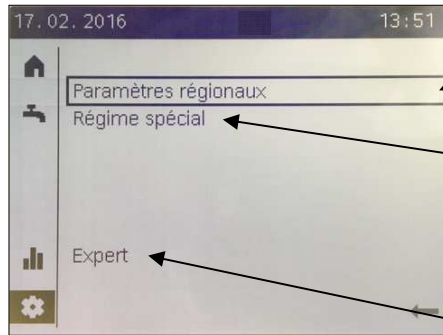 17. 02. 2016 13:51
Paramètres régionaux
Régime spécial
Expert